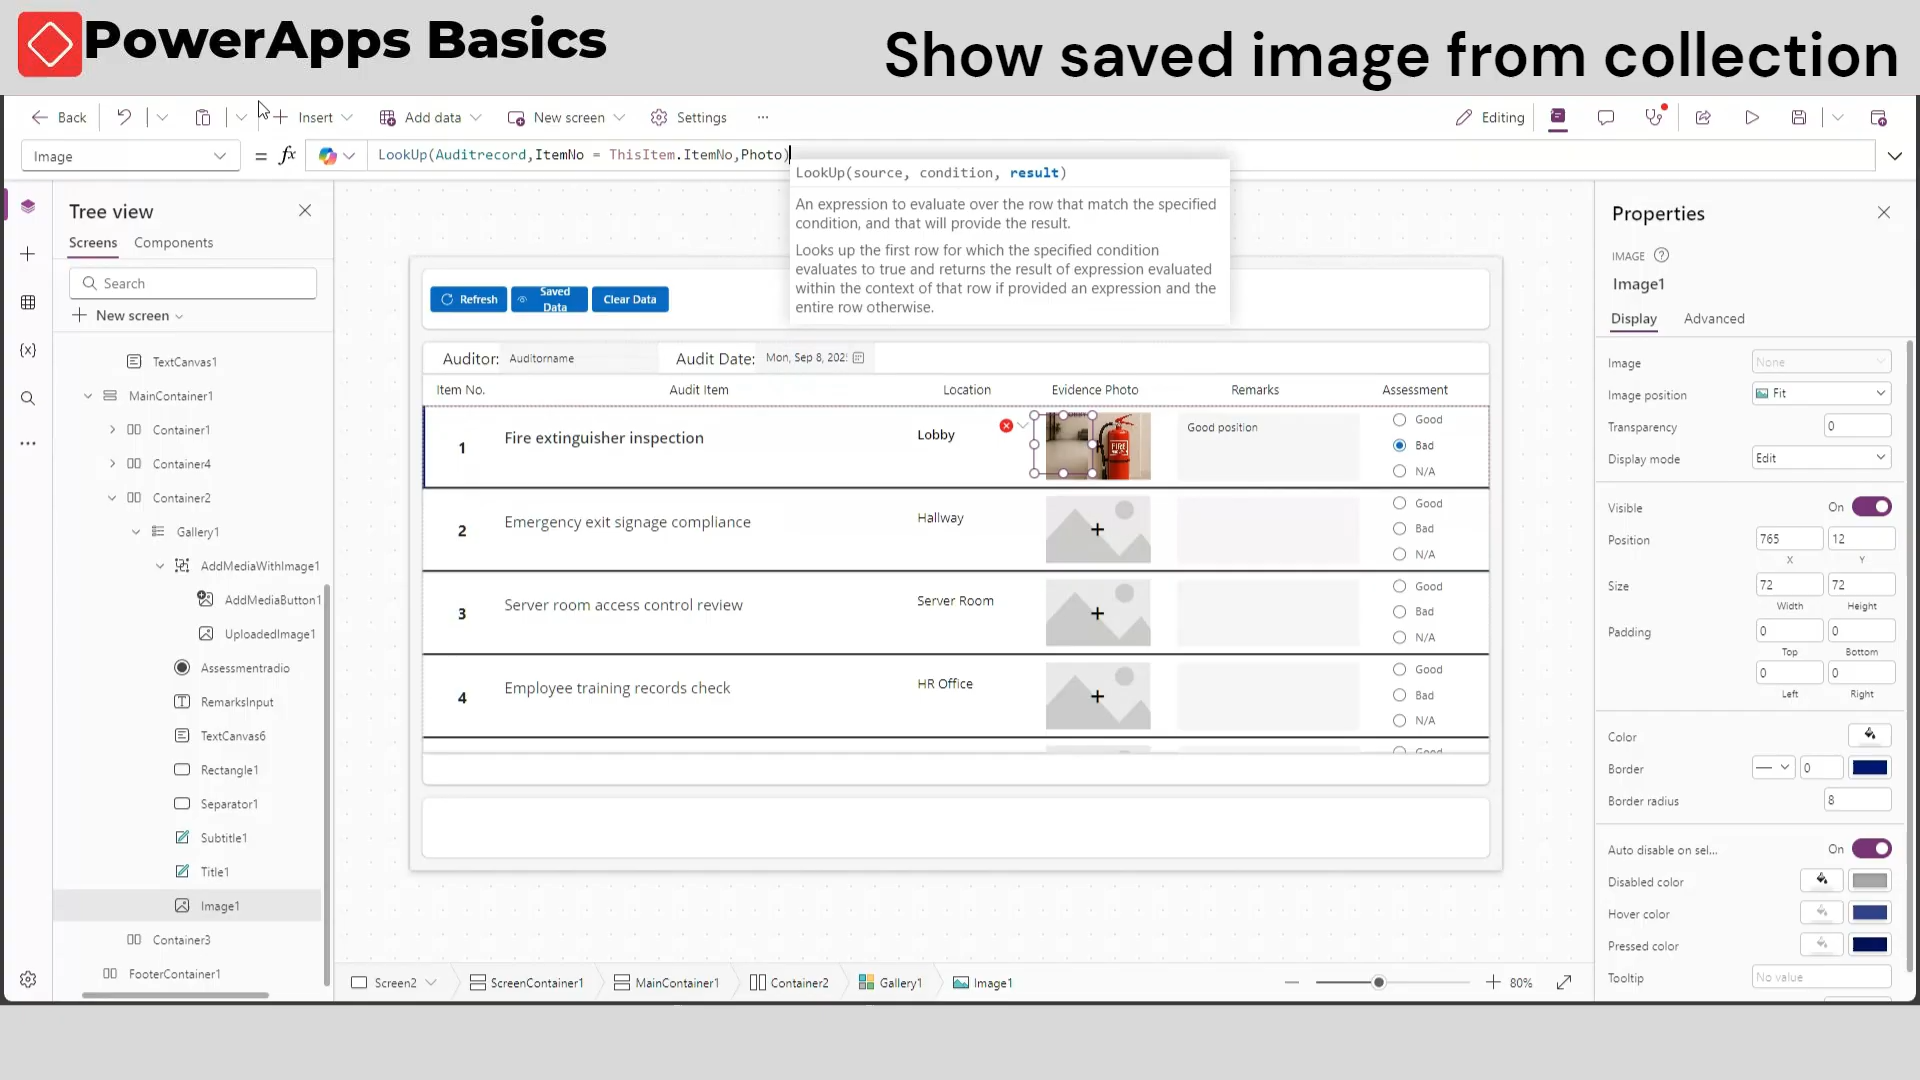 PowerApps Basics
Show saved image from collection
Back
Insert
Add data
New screen
Settings
Editing
Image
= fx
LookUp(Auditrecord,ItemNo = ThisItem.ItemNo,Photo)
LookUp(source, condition, result)
An expression to evaluate over the row that match the specified
condition, and that will provide the result.
Looks up the first row for which the specified condition
evaluates to true and returns the result of expression evaluated
within the context of that row if provided an expression and the
entire row otherwise.
Tree view
Screens
Components
Search
New screen
TextCanvas1
MainContainer1
Container1
Container4
Container2
Gallery1
AddMediaWithImage1
AddMediaButton1
UploadedImage1
Assessmentradio
RemarksInput
TextCanvas6
Rectangle1
Separator1
Subtitle1
Title1
Image1
Container3
FooterContainer1
Refresh
Saved
Data
Clear Data
Auditor:
Auditorname
Audit Date:
Mon, Sep 8, 202
Item No.
Audit Item
Location
Evidence Photo
Remarks
Assessment
1
Fire extinguisher inspection
Lobby
FIRE
Good position
Good
Bad
N/A
2
Emergency exit signage compliance
Hallway
Good
Bad
N/A
3
Server room access control review
Server Room
Good
Bad
N/A
4
Employee training records check
HR Office
Good
Bad
N/A
Good
Screen2
ScreenContainer1
MainContainer1
Container2
Gallery1
Image1
80%
Properties
IMAGE
Image1
Display
Advanced
Image
None
Image position
Fit
Transparency
0
Display mode
Edit
Visible
On
Position
765
12
X
Y
Size
72
72
Width
Height
Padding
0
0
Top
Bottom
0
0
Left
Right
Color
Border
0
Border radius
8
Auto disable on sel...
On
Disabled color
Hover color
Pressed color
Tooltip
No value